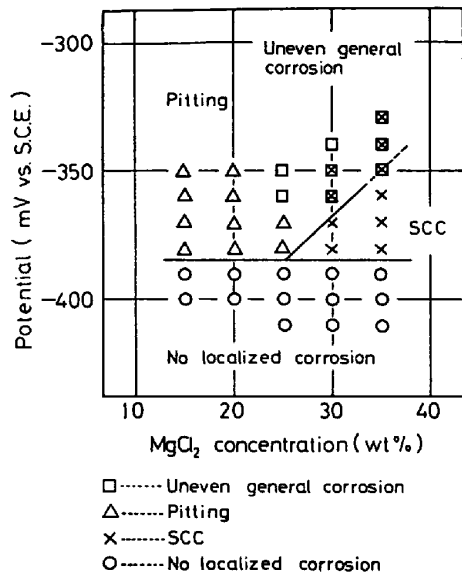 -300
Uneven general
corrosion
Pitting
-350
SCC
-400
No localized corrosion
Potential ( mV vs. S.C.E. )
10 20 30 40
MgCl₂ concentration (wt%)
□ ------ Uneven general corrosion
△ ------ Pitting
× ------ SCC
○ ------ No localized corrosion